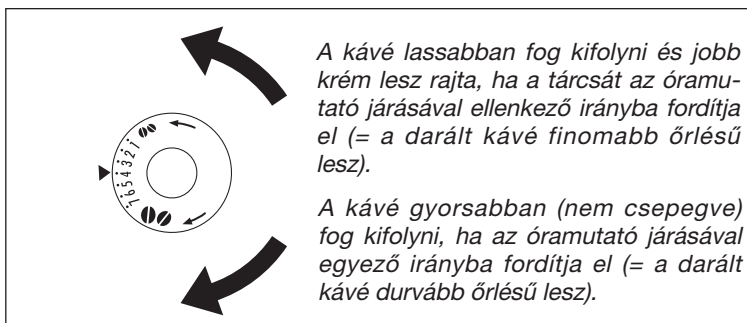 A kávé lassabban fog kifolyni és jobb
krém lesz rajta, ha a tárcsát az óramu-
tató járásával ellenkező irányba fordítja
el (= a darált kávé finomabb őrlésű
lesz).
A kávé gyorsabban (nem csepegve)
fog kifolyni, ha az óramutató járásával
egyező irányba fordítja el (= a darált
kávé durvább őrlésű lesz).
7654321